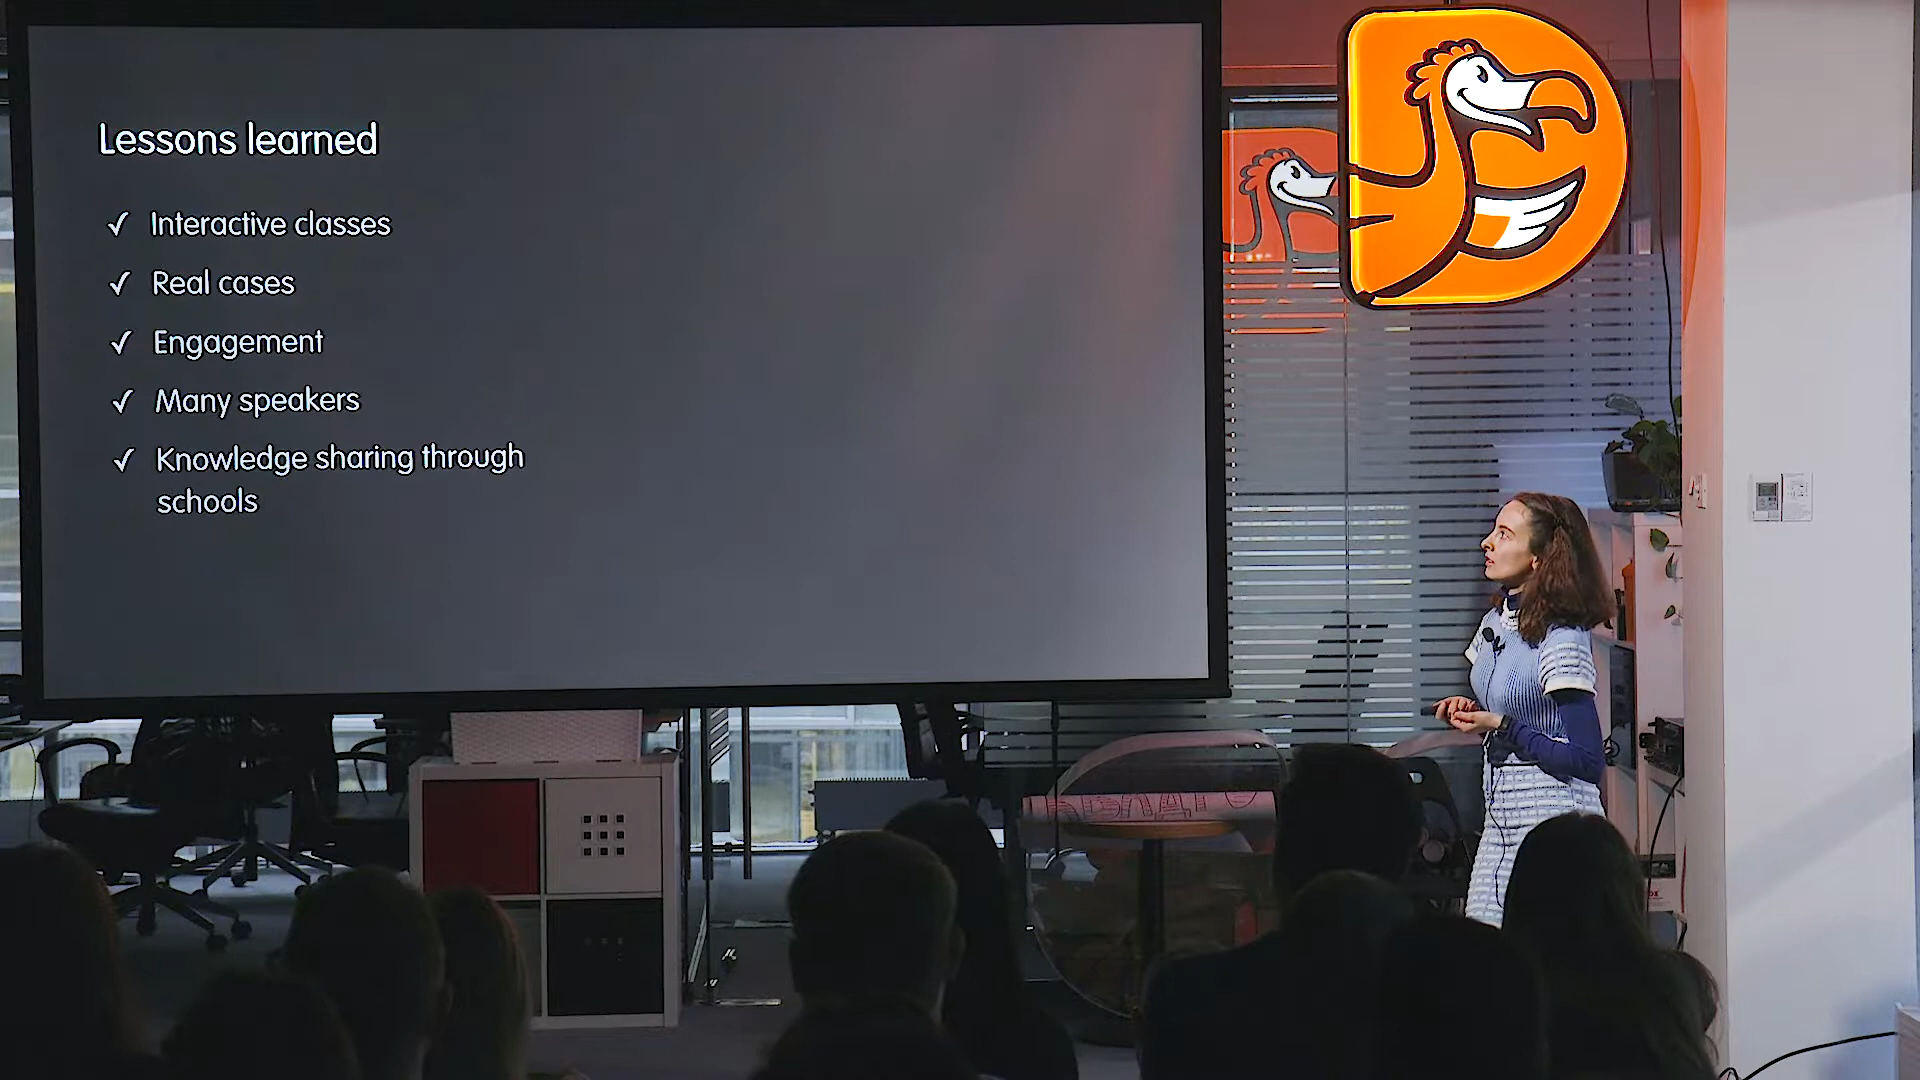 Lessons learned
✓ Interactive classes
✓ Real cases
✓ Engagement
✓ Many speakers
✓ Knowledge sharing through
schools